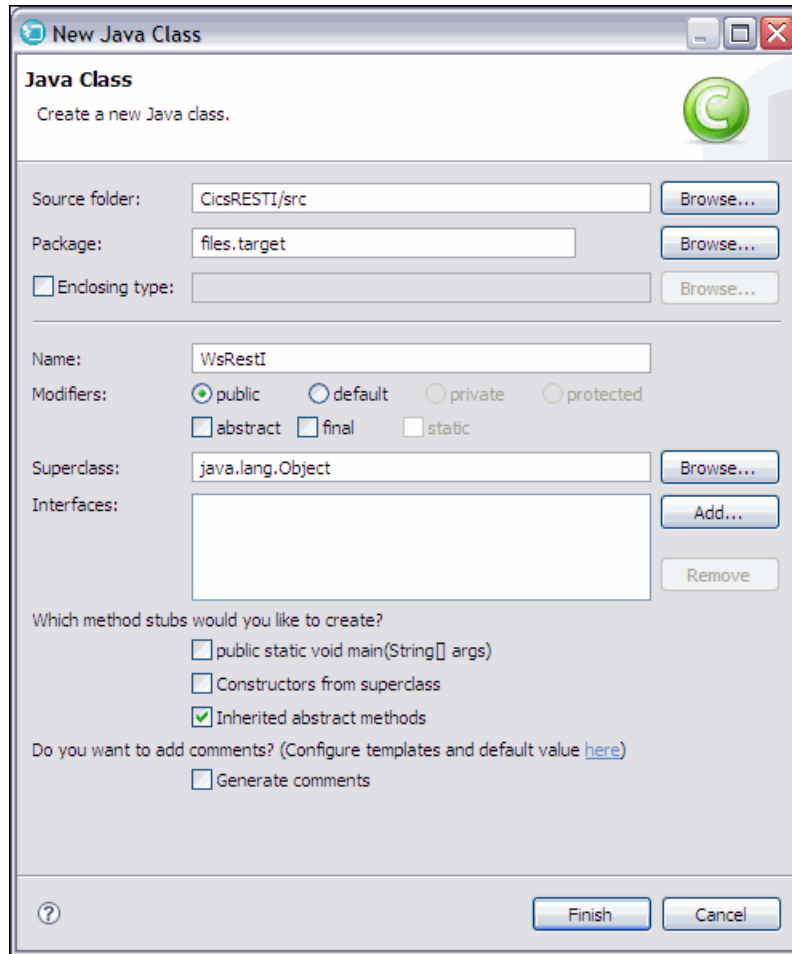 New Java Class
Java Class
Create a new Java class.
C
Source folder: CicsRESTI/src Browse...
Package: files.target Browse...
Enclosing type: Browse...
Name: WsRestI
Modifiers: public default private protected
abstract final static
Superclass: java.lang.Object Browse...
Interfaces: Add...
Remove
Which method stubs would you like to create?
public static void main(String[] args)
Constructors from superclass
Inherited abstract methods
Do you want to add comments? (Configure templates and default value here)
Generate comments
? Finish Cancel